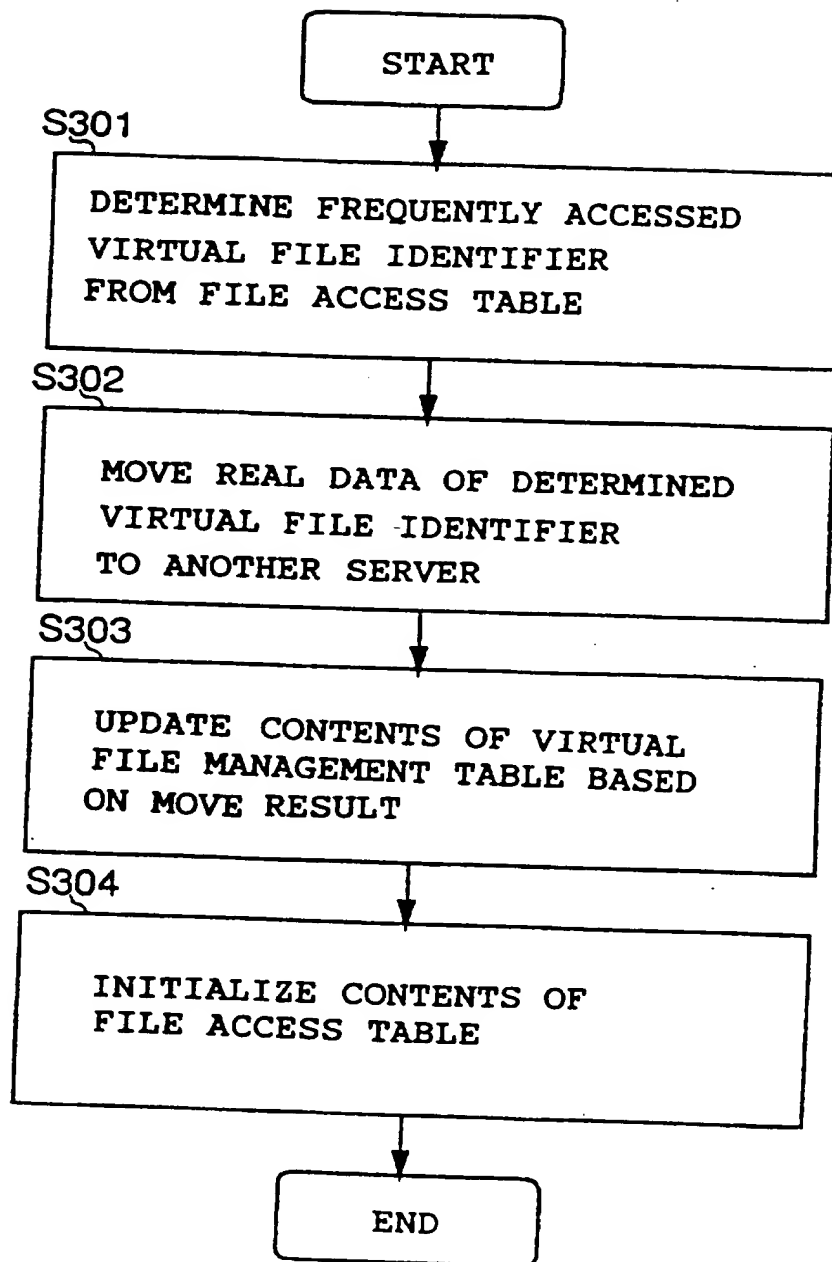 START
S301
DETERMINE FREQUENTLY ACCESSED
VIRTUAL FILE IDENTIFIER
FROM FILE ACCESS TABLE
S302
MOVE REAL DATA OF DETERMINED
VIRTUAL FILE IDENTIFIER
TO ANOTHER SERVER
S303
UPDATE CONTENTS OF VIRTUAL
FILE MANAGEMENT TABLE BASED
ON MOVE RESULT
S304
INITIALIZE CONTENTS OF
FILE ACCESS TABLE
END